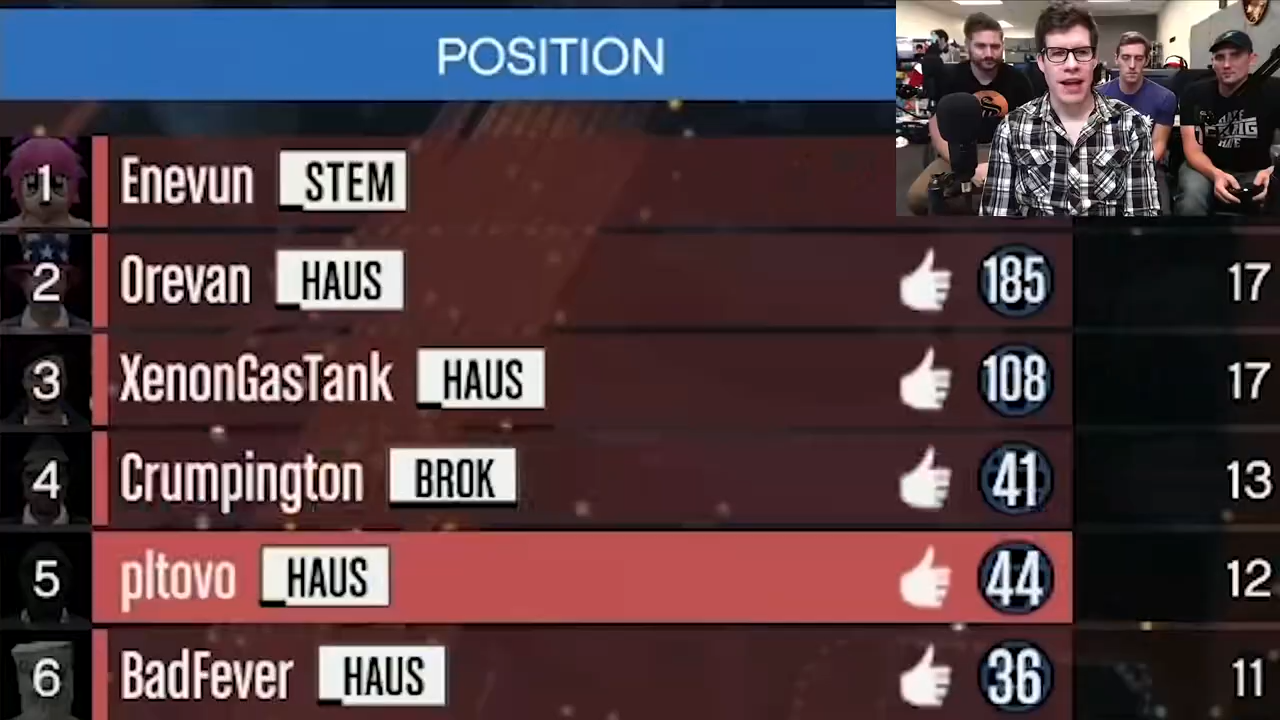 POSITION
1 Enevun STEM
2 Orevan HAUS 185 17
3 XenonGasTank HAUS 108 17
4 Crumpington BROK 41 13
5 pltovo HAUS 44 12
6 BadFever HAUS 36 11